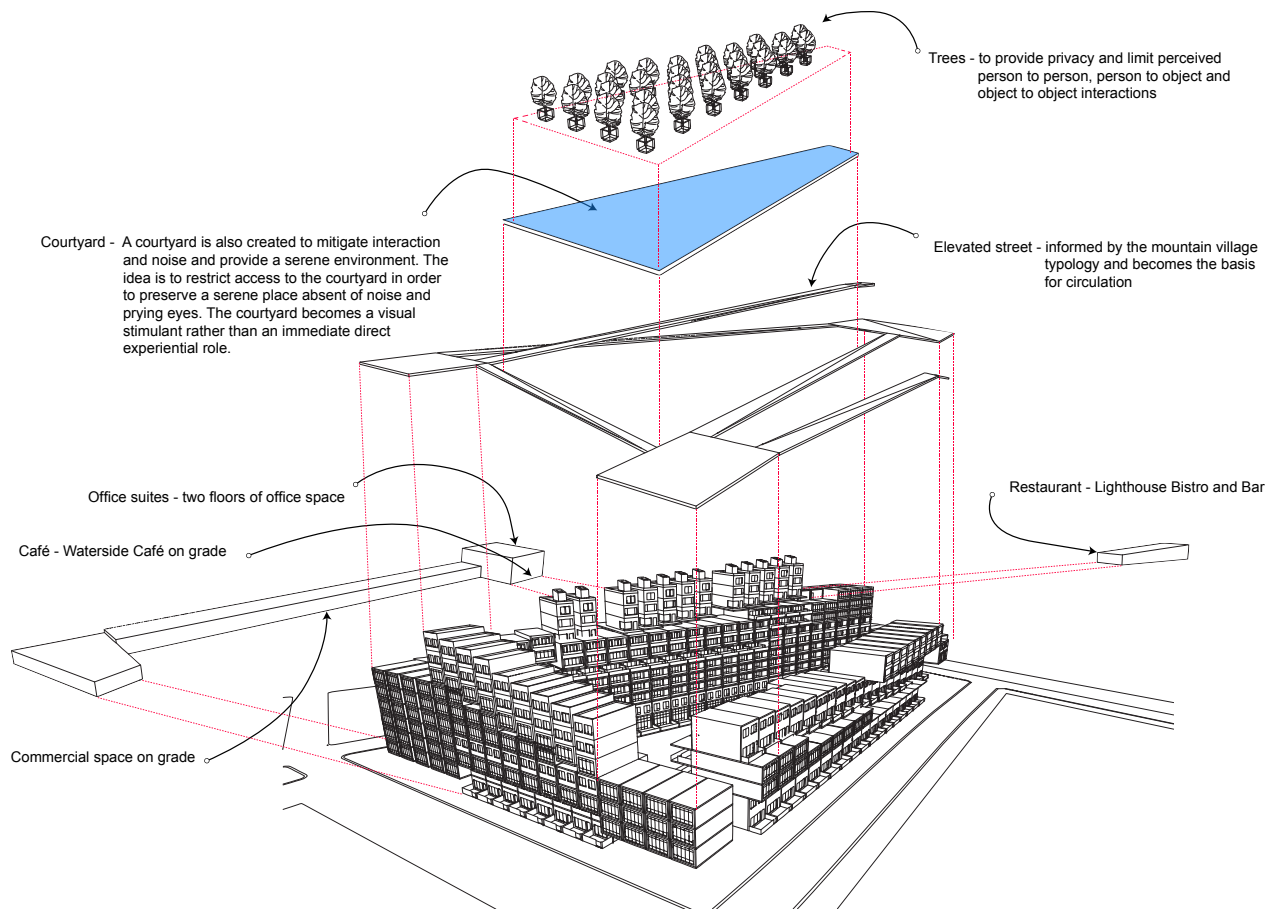 Trees - to provide privacy and limit perceived
person to person, person to object and
object to object interactions
Courtyard - A courtyard is also created to mitigate interaction
and noise and provide a serene environment. The
idea is to restrict access to the courtyard in order
to preserve a serene place absent of noise and
prying eyes. The courtyard becomes a visual
stimulant rather than an immediate direct
experiential role.
Elevated street - informed by the mountain village
typology and becomes the basis
for circulation
Office suites - two floors of office space
Restaurant - Lighthouse Bistro and Bar
Café - Waterside Café on grade
Commercial space on grade